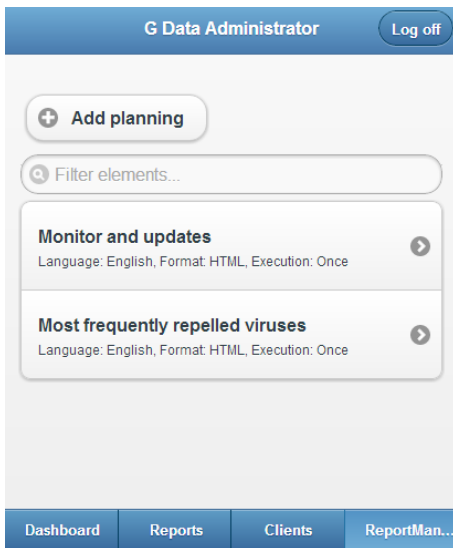 G Data Administrator
Log off
Add planning
Filter elements...
Monitor and updates
Language: English, Format: HTML, Execution: Once
Most frequently repelled viruses
Language: English, Format: HTML, Execution: Once
Dashboard
Reports
Clients
ReportMan...